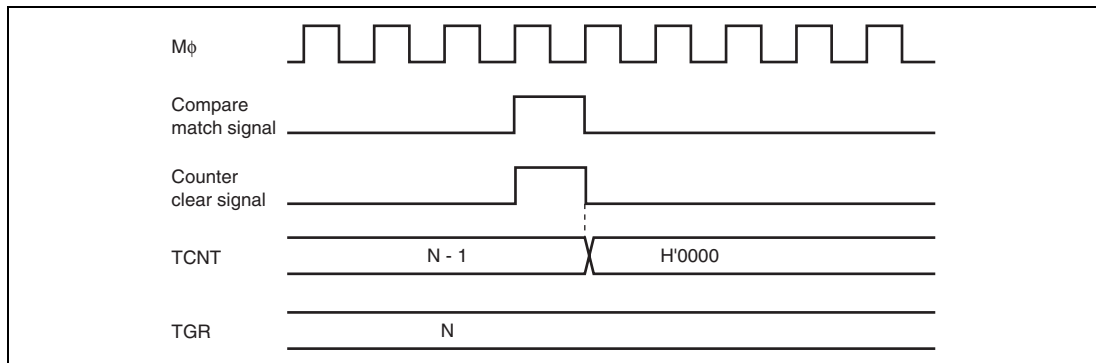 Mϕ
Compare
match signal
Counter
clear signal
TCNT
N - 1
H'0000
TGR
N